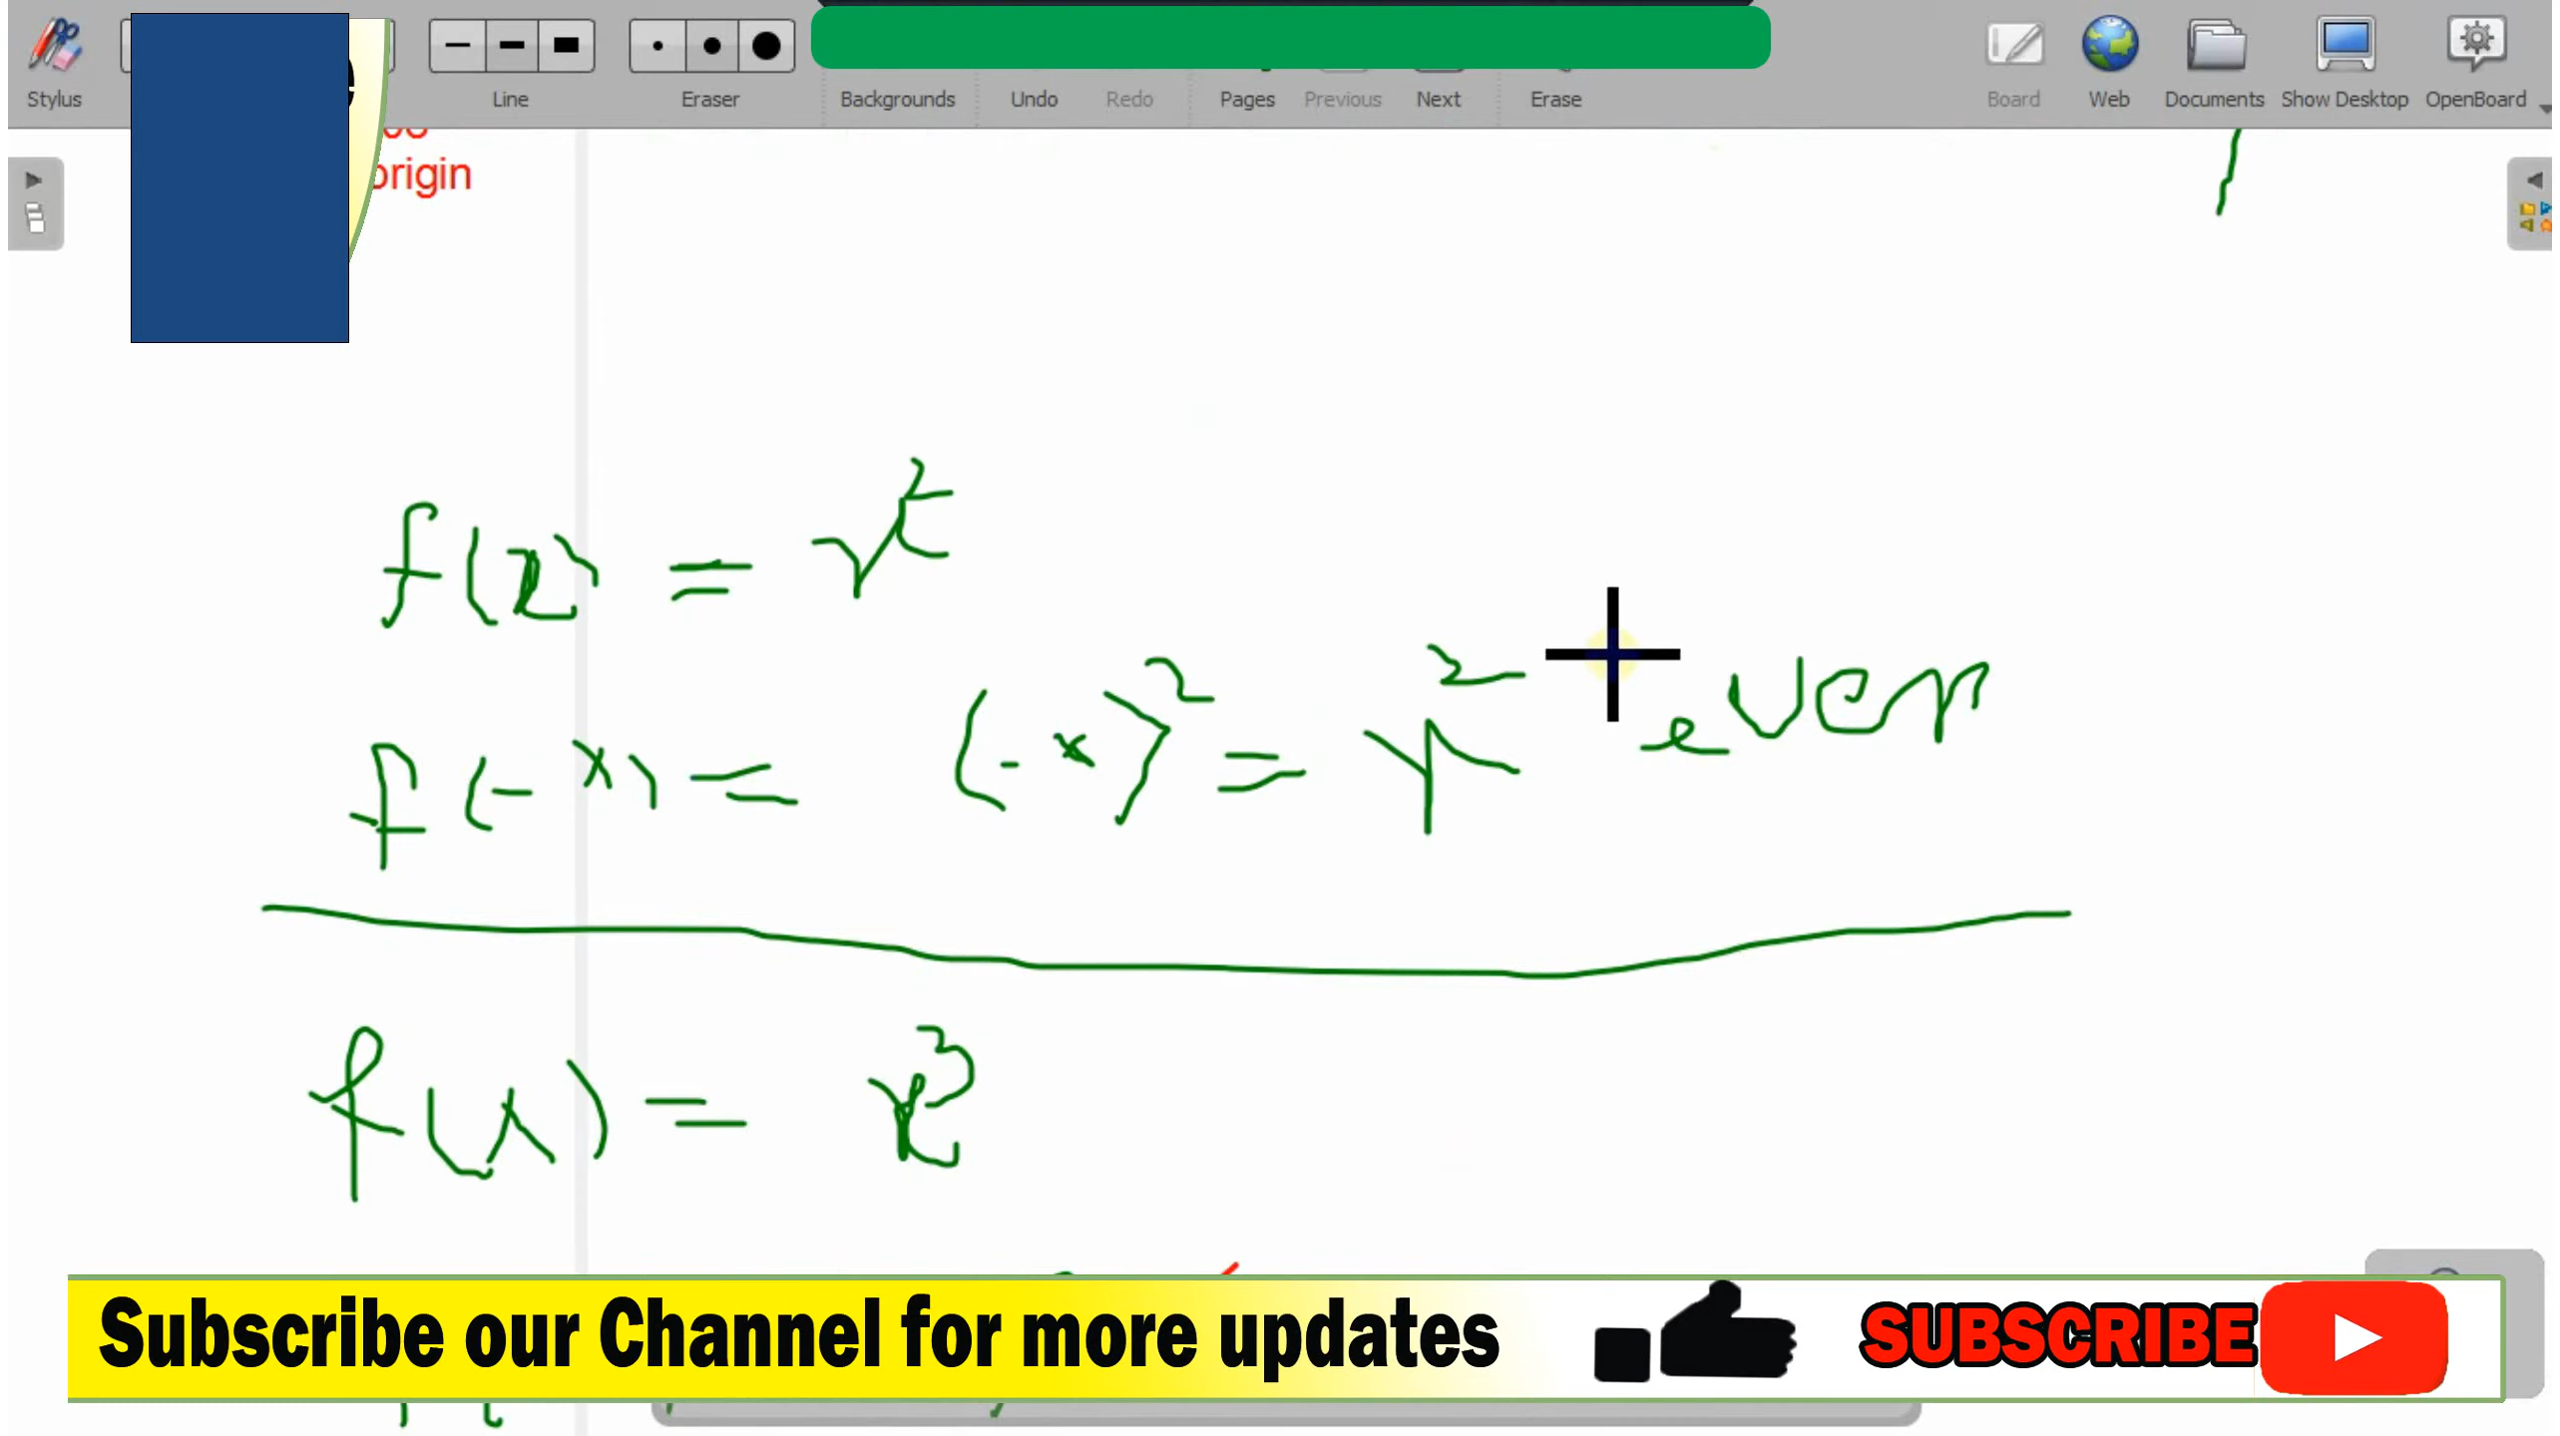 Stylus
Line
Eraser
Backgrounds
Undo
Redo
Pages
Previous
Next
Erase
Board
Web
Documents
Show Desktop
OpenBoard
origin
f(x) = x²
f(-x) = (-x)² = x² even
f(x) = x³
Subscribe our Channel for more updates
SUBSCRIBE